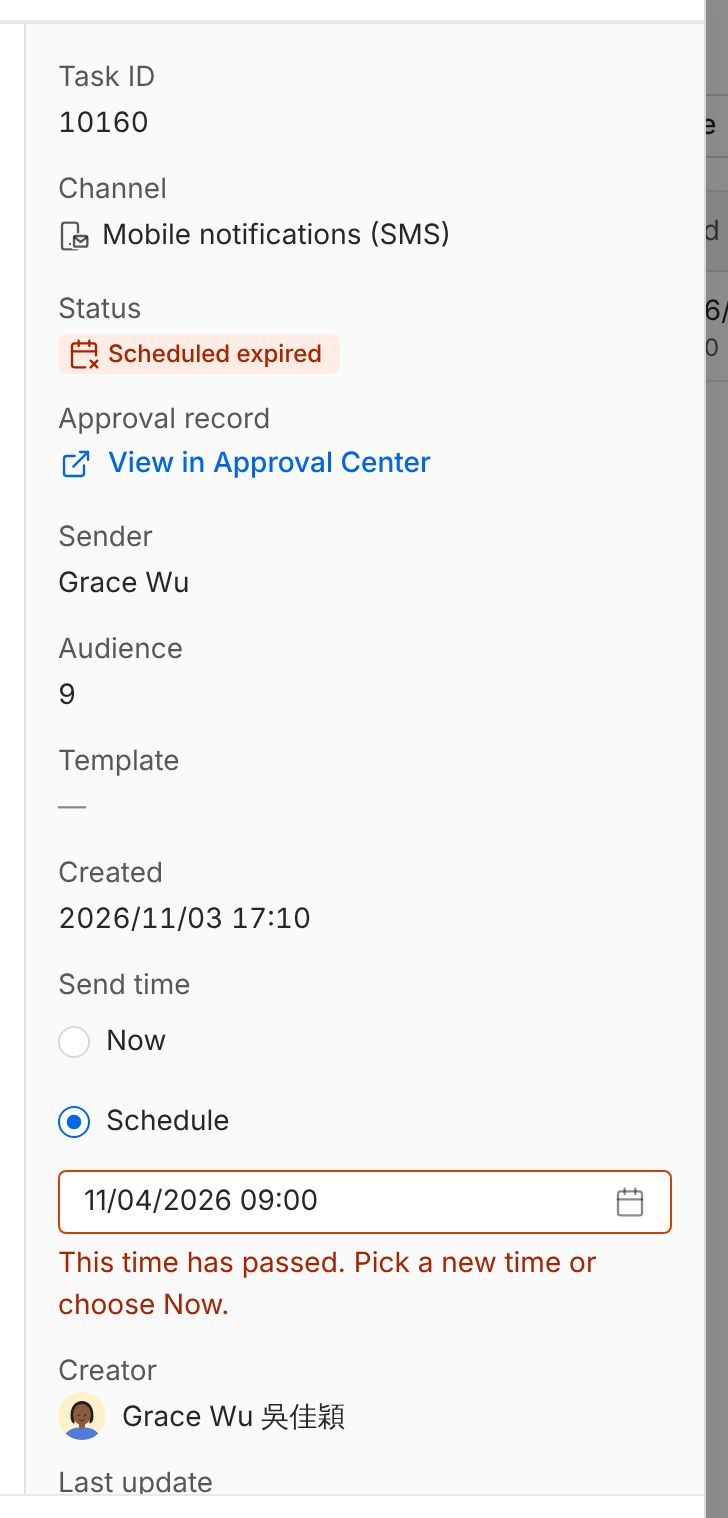 Task ID
10160
Channel
Mobile notifications (SMS)
Status
Scheduled expired
Approval record
View in Approval Center
Sender
Grace Wu
Audience
9
Template
—
Created
2026/11/03 17:10
Send time
Now
Schedule
11/04/2026 09:00
This time has passed. Pick a new time or
choose Now.
Creator
Grace Wu 吳佳穎
Last update